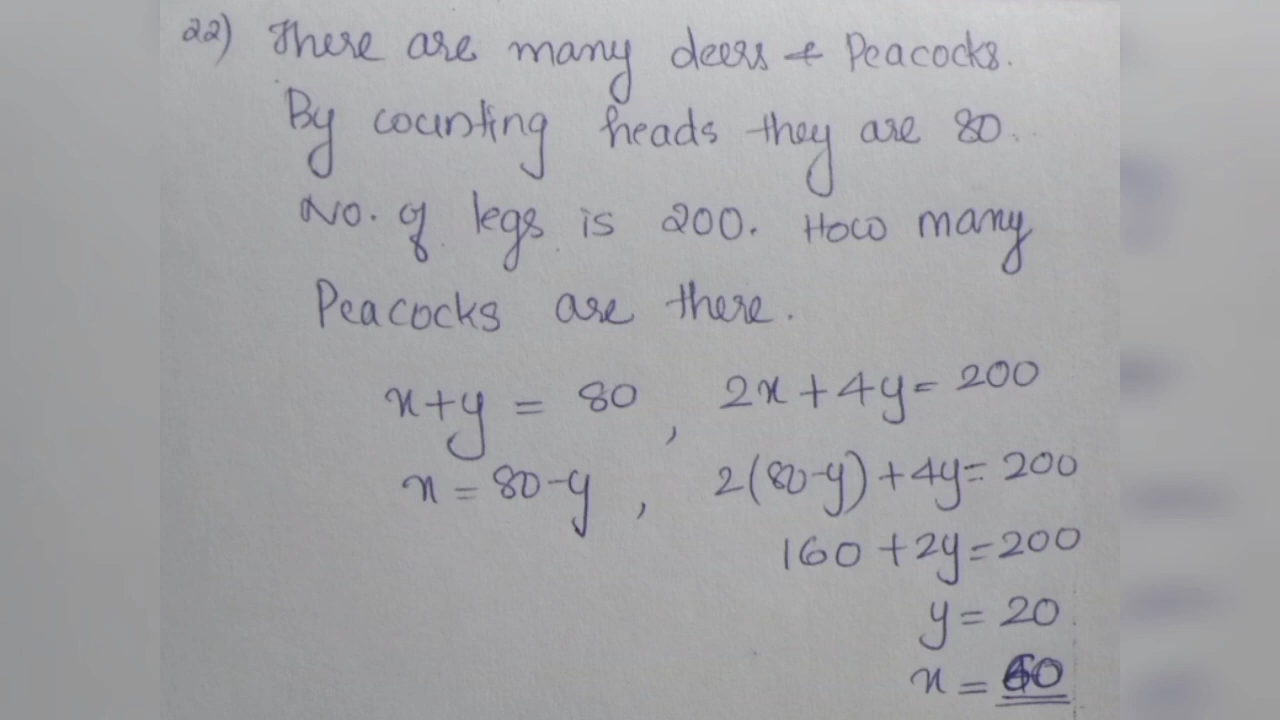 22) There are many deers & Peacocks.
By counting heads they are 80.
No. of legs is 200. How many
Peacocks are there.
x+y = 80 , 2x+4y= 200
x = 80-y , 2(80-y)+4y= 200
160 +2y=200
y= 20
x = 60